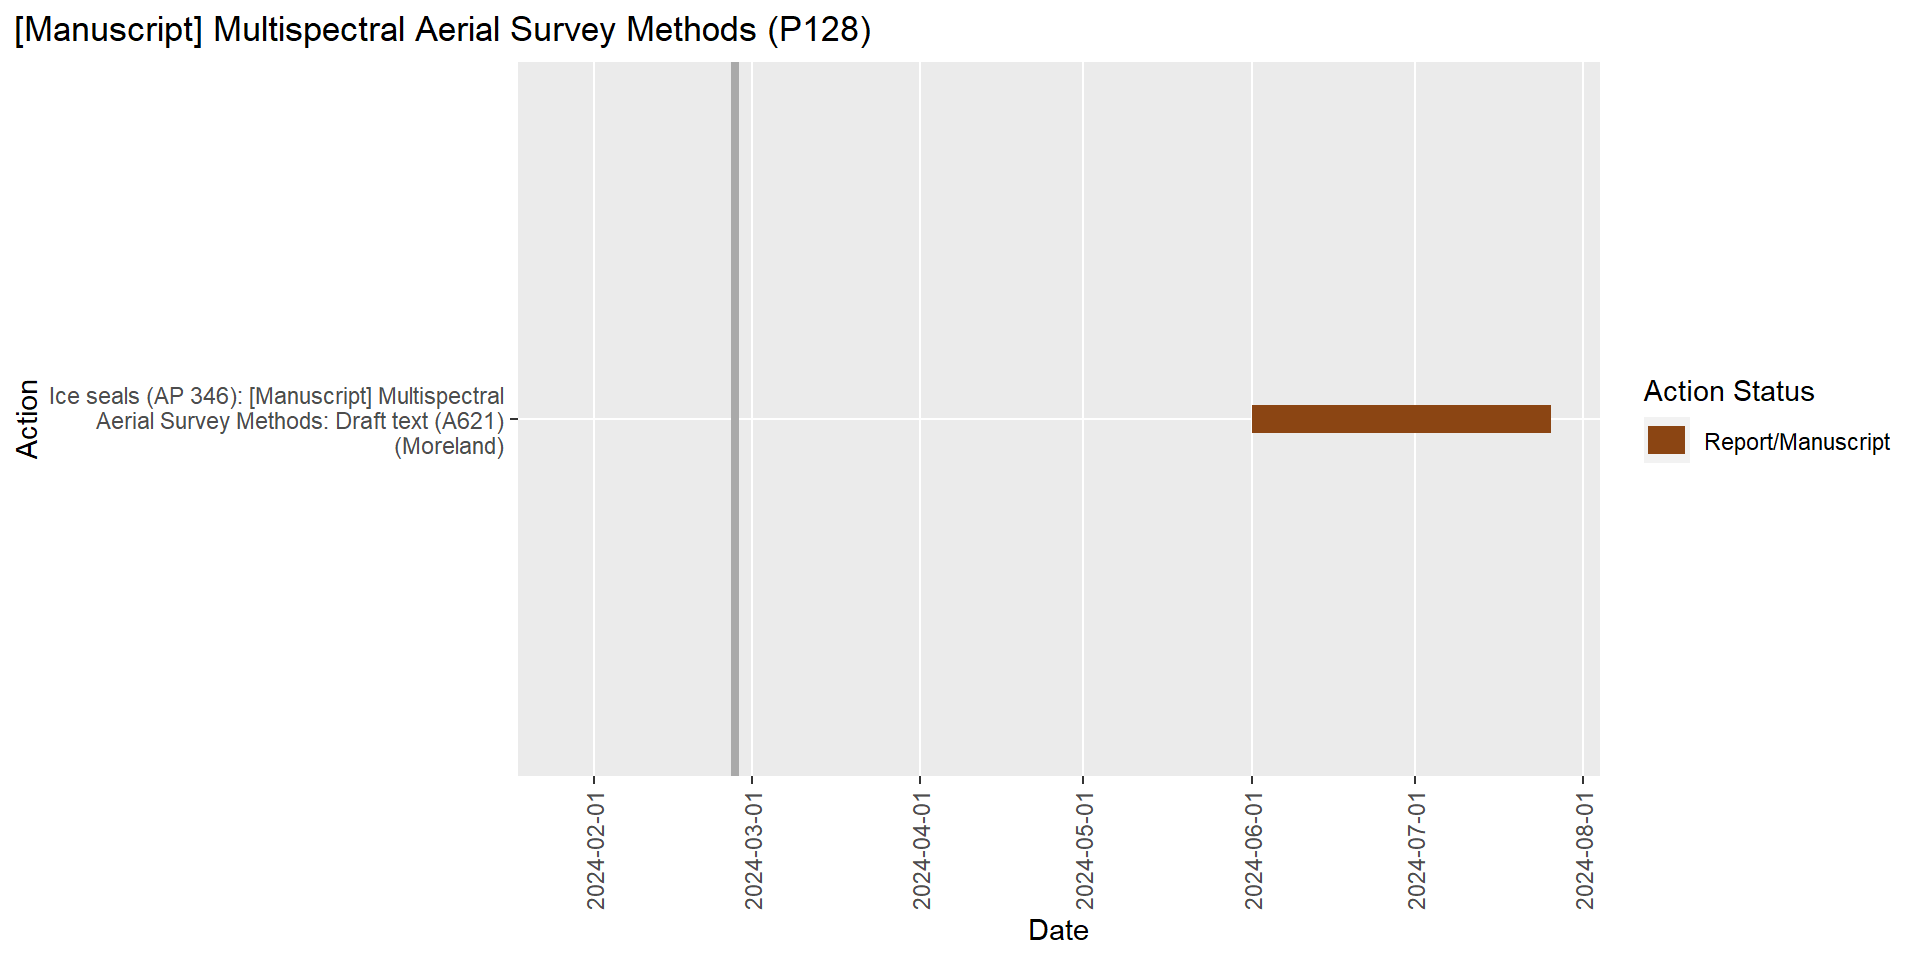 [Manuscript] Multispectral Aerial Survey Methods (P128)
Action
Ice seals (AP 346): [Manuscript] Multispectral
Aerial Survey Methods: Draft text (A621)
(Moreland)
Action Status
Report/Manuscript
2024-02-01
2024-03-01
2024-04-01
2024-05-01
2024-06-01
2024-07-01
2024-08-01
Date